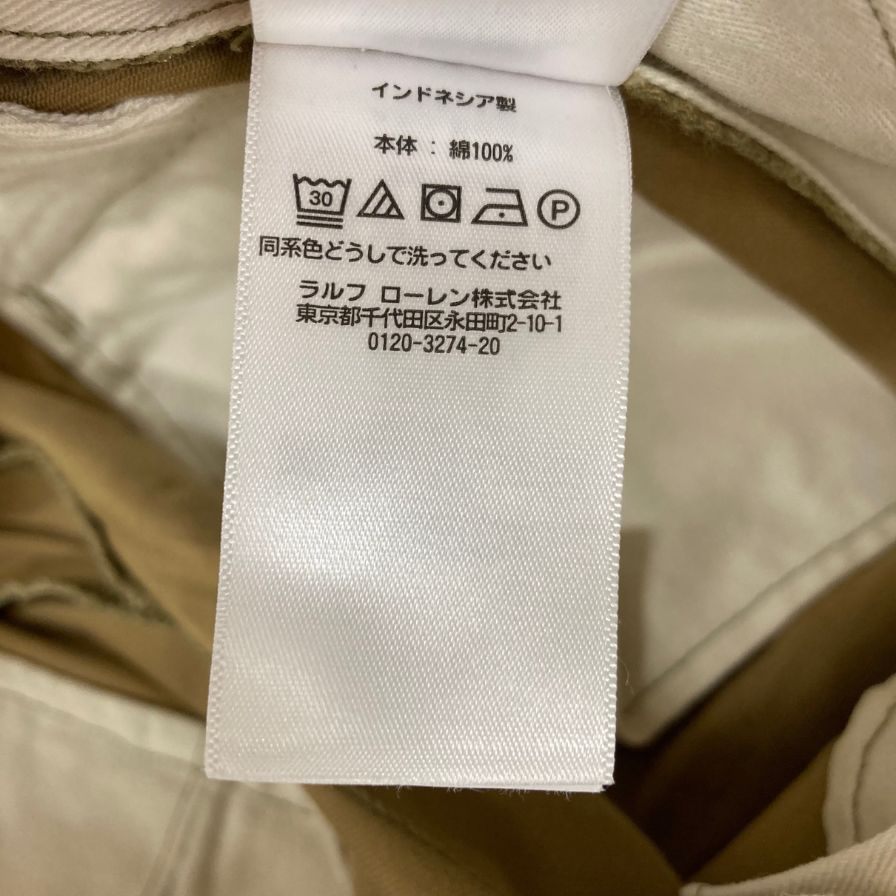 インドネシア製
本体 : 綿100%
30 P
同系色どうしで洗ってください
ラルフ ローレン株式会社
東京都千代田区永田町2-10-1
0120-3274-20